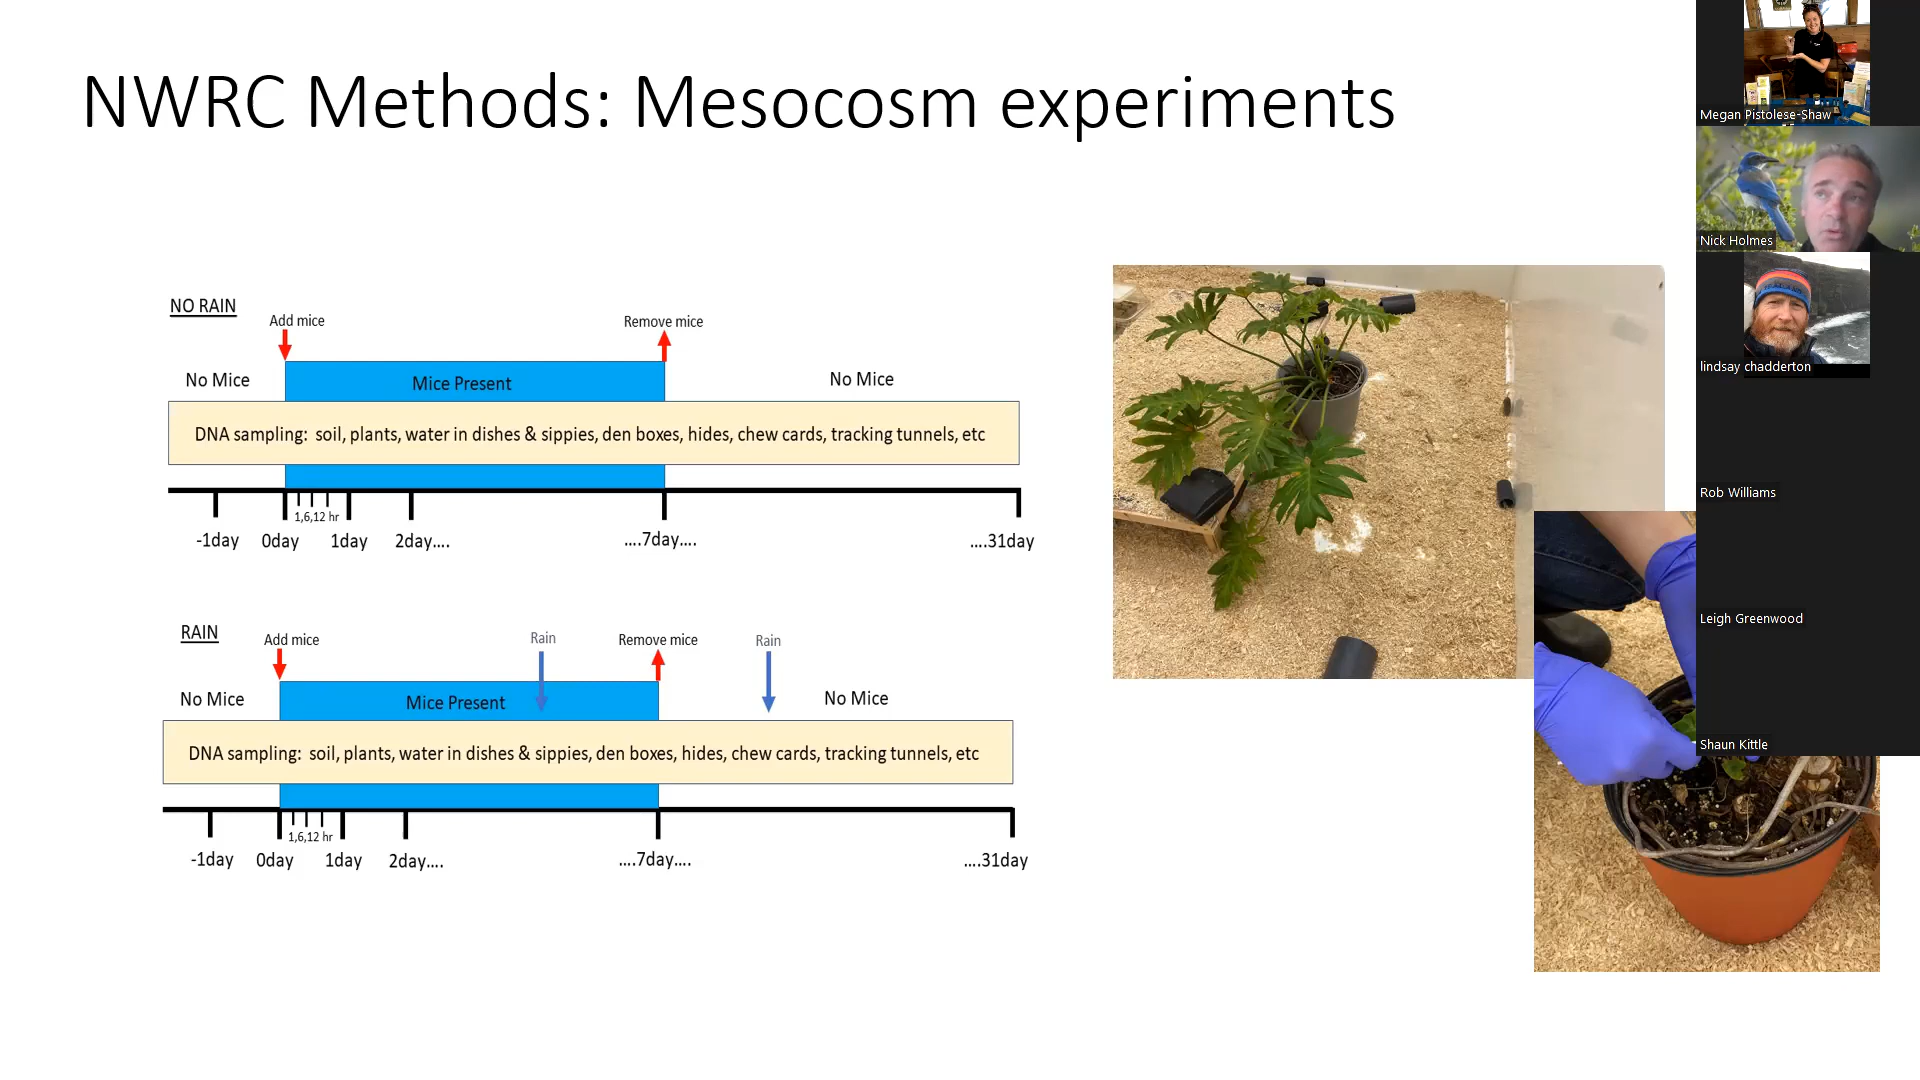 NWRC Methods: Mesocosm experiments
NO RAIN
Add mice
Remove mice
No Mice
Mice Present
No Mice
DNA sampling: soil, plants, water in dishes & sippies, den boxes, hides, chew cards, tracking tunnels, etc
1,6,12 hr
-1day
0day
1day
2day....
....7day....
....31day
RAIN
Add mice
Rain
Remove mice
Rain
No Mice
Mice Present
No Mice
DNA sampling: soil, plants, water in dishes & sippies, den boxes, hides, chew cards, tracking tunnels, etc
1,6,12 hr
-1day
0day
1day
2day....
....7day....
....31day
Megan Pistolese-Shaw
Nick Holmes
lindsay chadderton
Rob Williams
Leigh Greenwood
Shaun Kittle